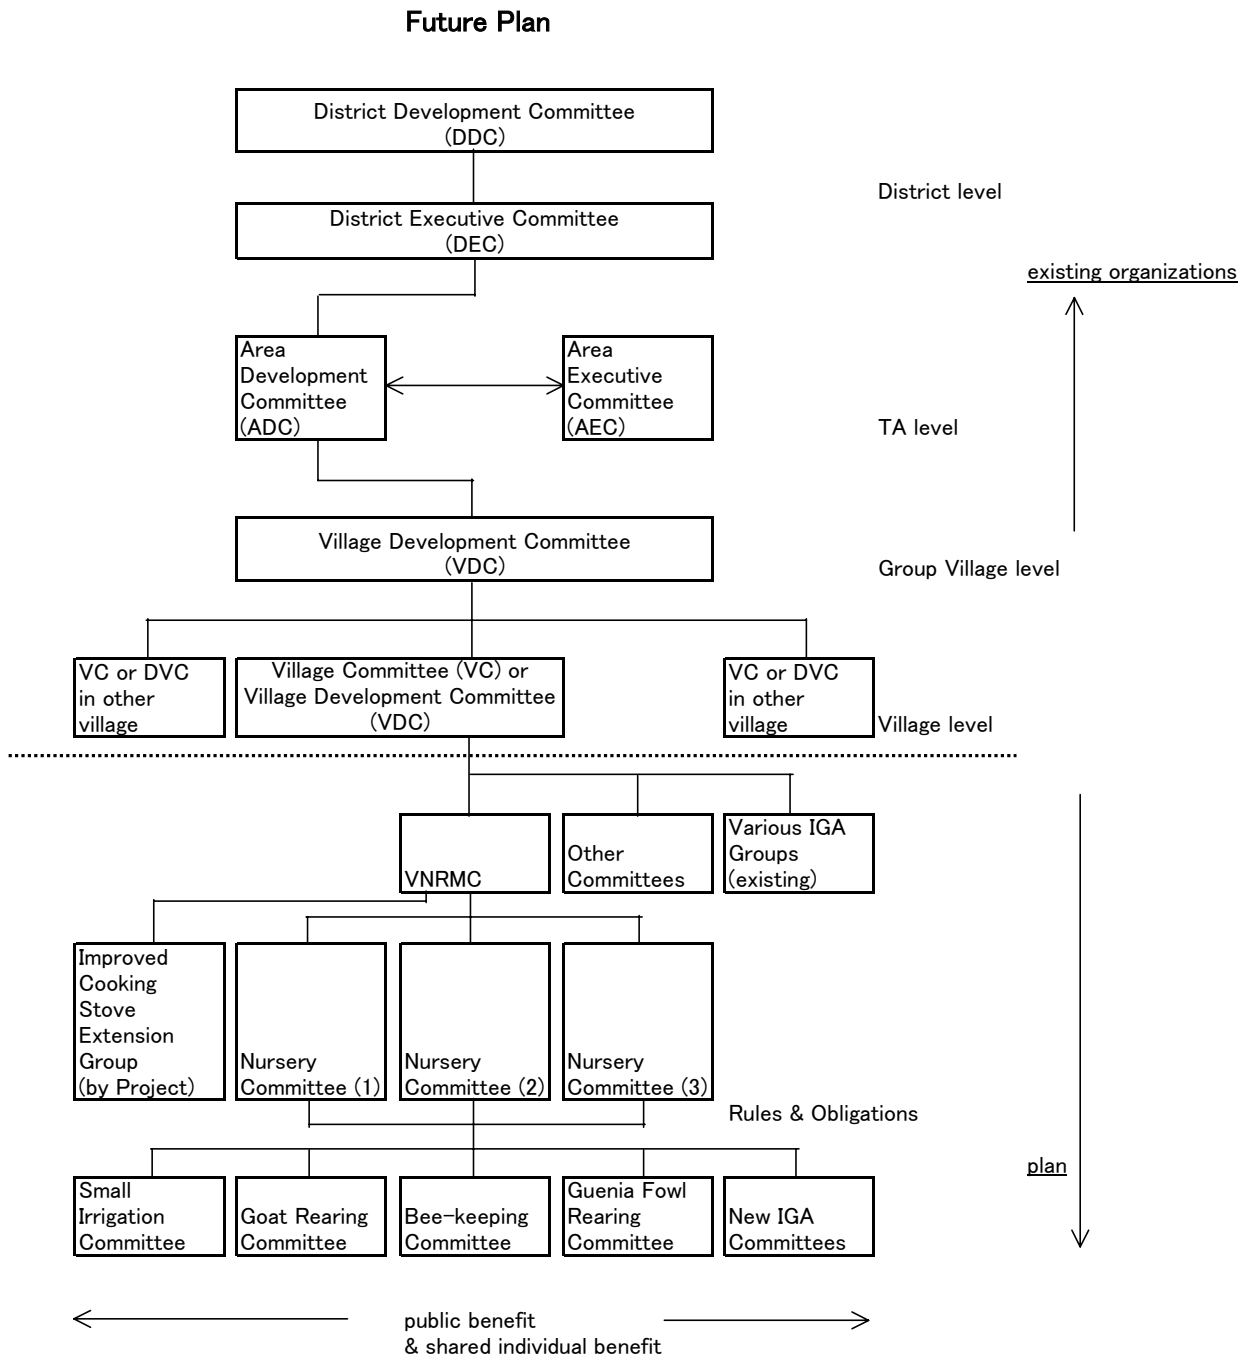 Future Plan
District Development Committee
(DDC)
District level
District Executive Committee
(DEC)
existing organizations
Area
Development
Committee
(ADC)
Area
Executive
Committee
(AEC)
TA level
Village Development Committee
(VDC)
Group Village level
VC or DVC
in other
village
Village Committee (VC) or
Village Development Committee
(VDC)
VC or DVC
in other
village
Village level
VNRMC
Other
Committees
Various IGA
Groups
(existing)
Improved
Cooking
Stove
Extension
Group
(by Project)
Nursery
Committee (1)
Nursery
Committee (2)
Nursery
Committee (3)
Rules & Obligations
plan
Small
Irrigation
Committee
Goat Rearing
Committee
Bee-keeping
Committee
Guenia Fowl
Rearing
Committee
New IGA
Committees
public benefit
& shared individual benefit